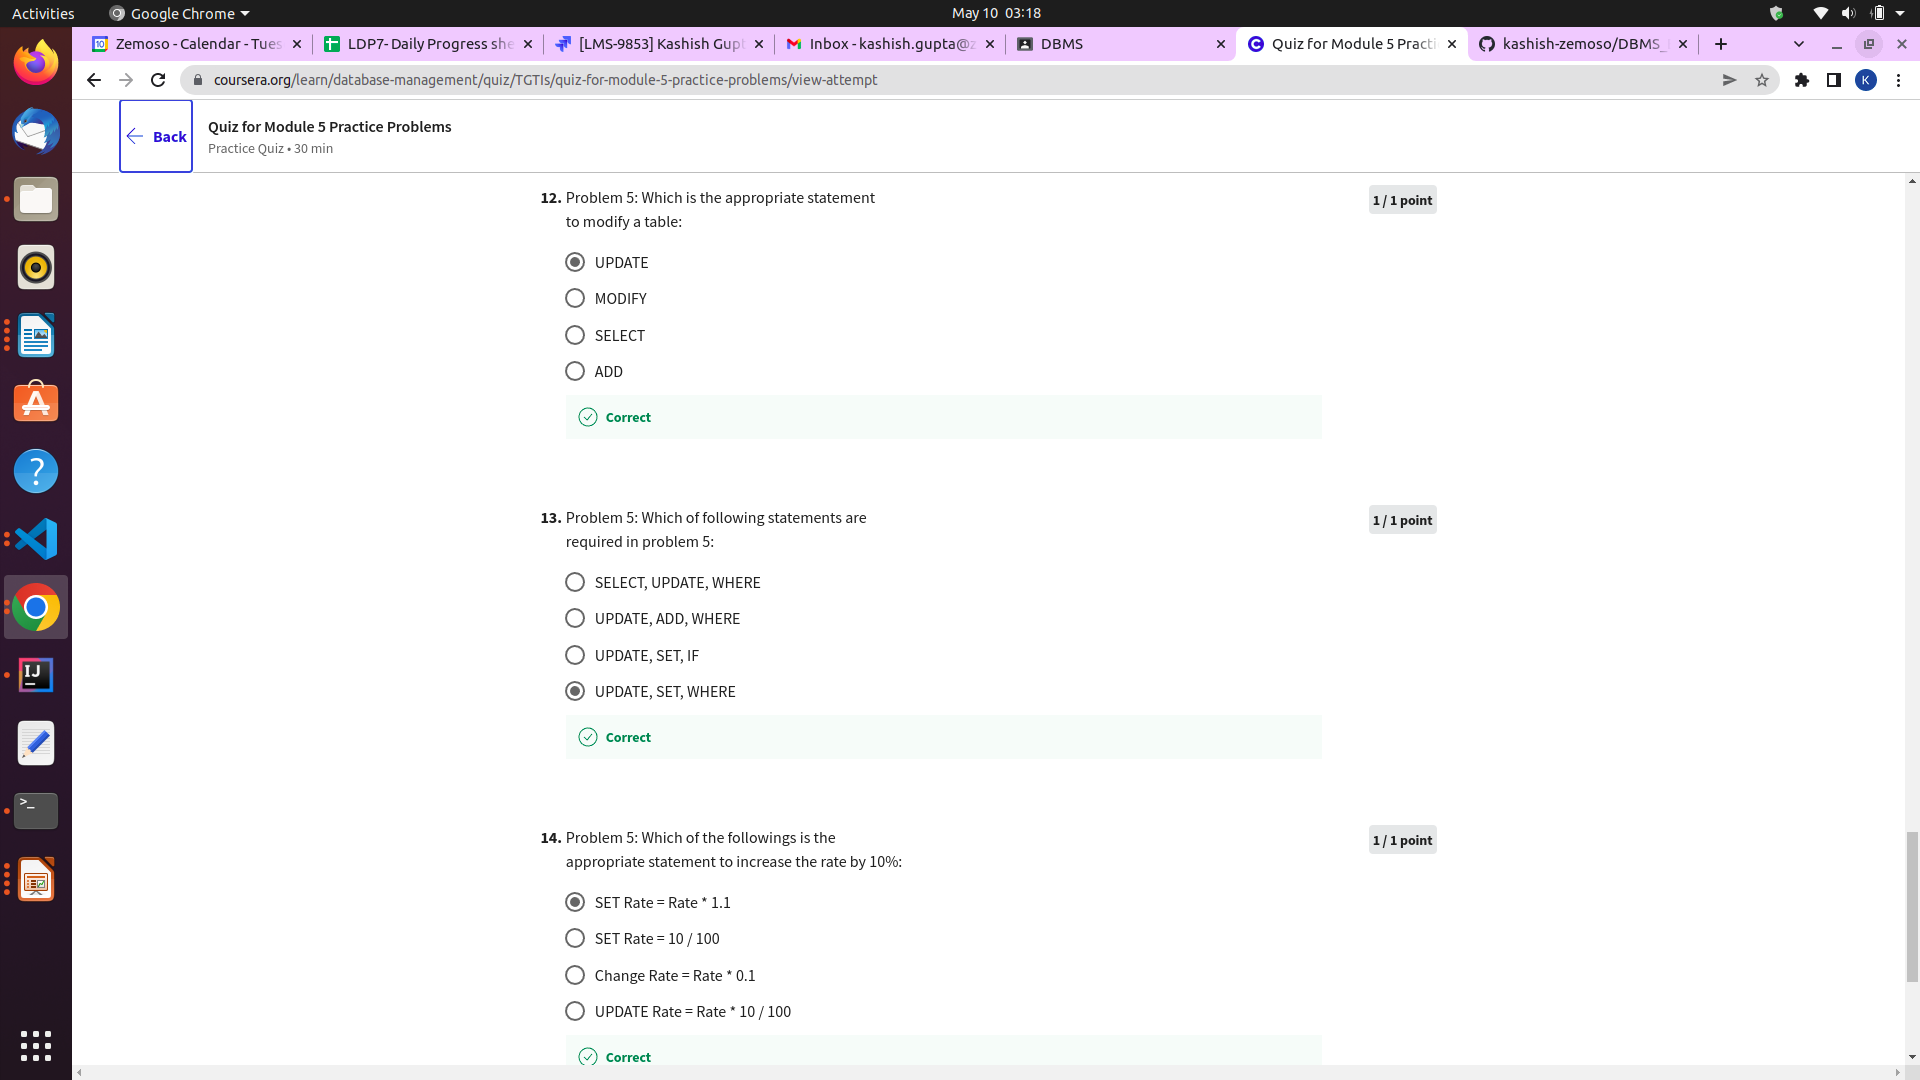 Activities
Google Chrome
May 10 03:18
Zemoso - Calendar - Tues
LDP7- Daily Progress she
[LMS-9853] Kashish Gupt
Inbox - kashish.gupta@z
DBMS
Quiz for Module 5 Practi
kashish-zemoso/DBMS_
coursera.org/learn/database-management/quiz/TGTIs/quiz-for-module-5-practice-problems/view-attempt
K
Back
Quiz for Module 5 Practice Problems
Practice Quiz • 30 min
12. Problem 5: Which is the appropriate statement
to modify a table:
1 / 1 point
UPDATE
MODIFY
SELECT
ADD
Correct
13. Problem 5: Which of following statements are
required in problem 5:
1 / 1 point
SELECT, UPDATE, WHERE
UPDATE, ADD, WHERE
UPDATE, SET, IF
UPDATE, SET, WHERE
Correct
14. Problem 5: Which of the followings is the
appropriate statement to increase the rate by 10%:
1 / 1 point
SET Rate = Rate * 1.1
SET Rate = 10 / 100
Change Rate = Rate * 0.1
UPDATE Rate = Rate * 10 / 100
Correct